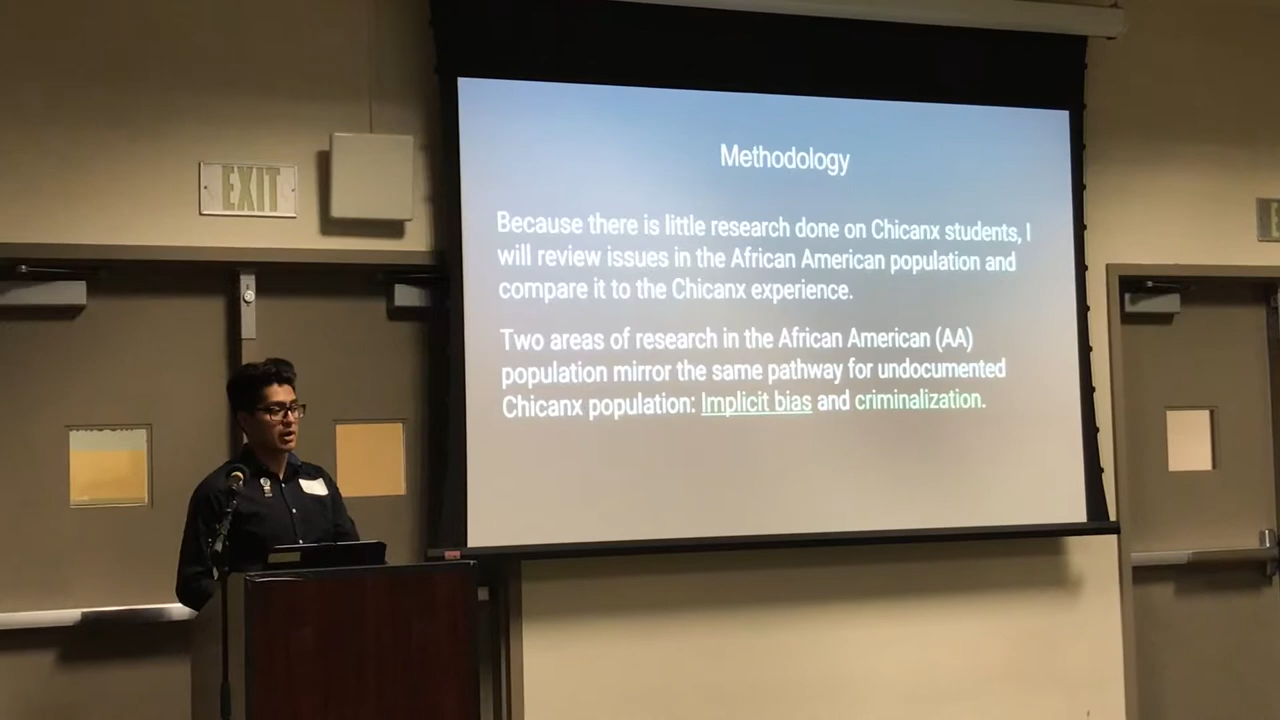 EXIT
Methodology
Because there is little research done on Chicanx students, I
will review issues in the African American population and
compare it to the Chicanx experience.
Two areas of research in the African American (AA)
population mirror the same pathway for undocumented
Chicanx population: Implicit bias and criminalization.